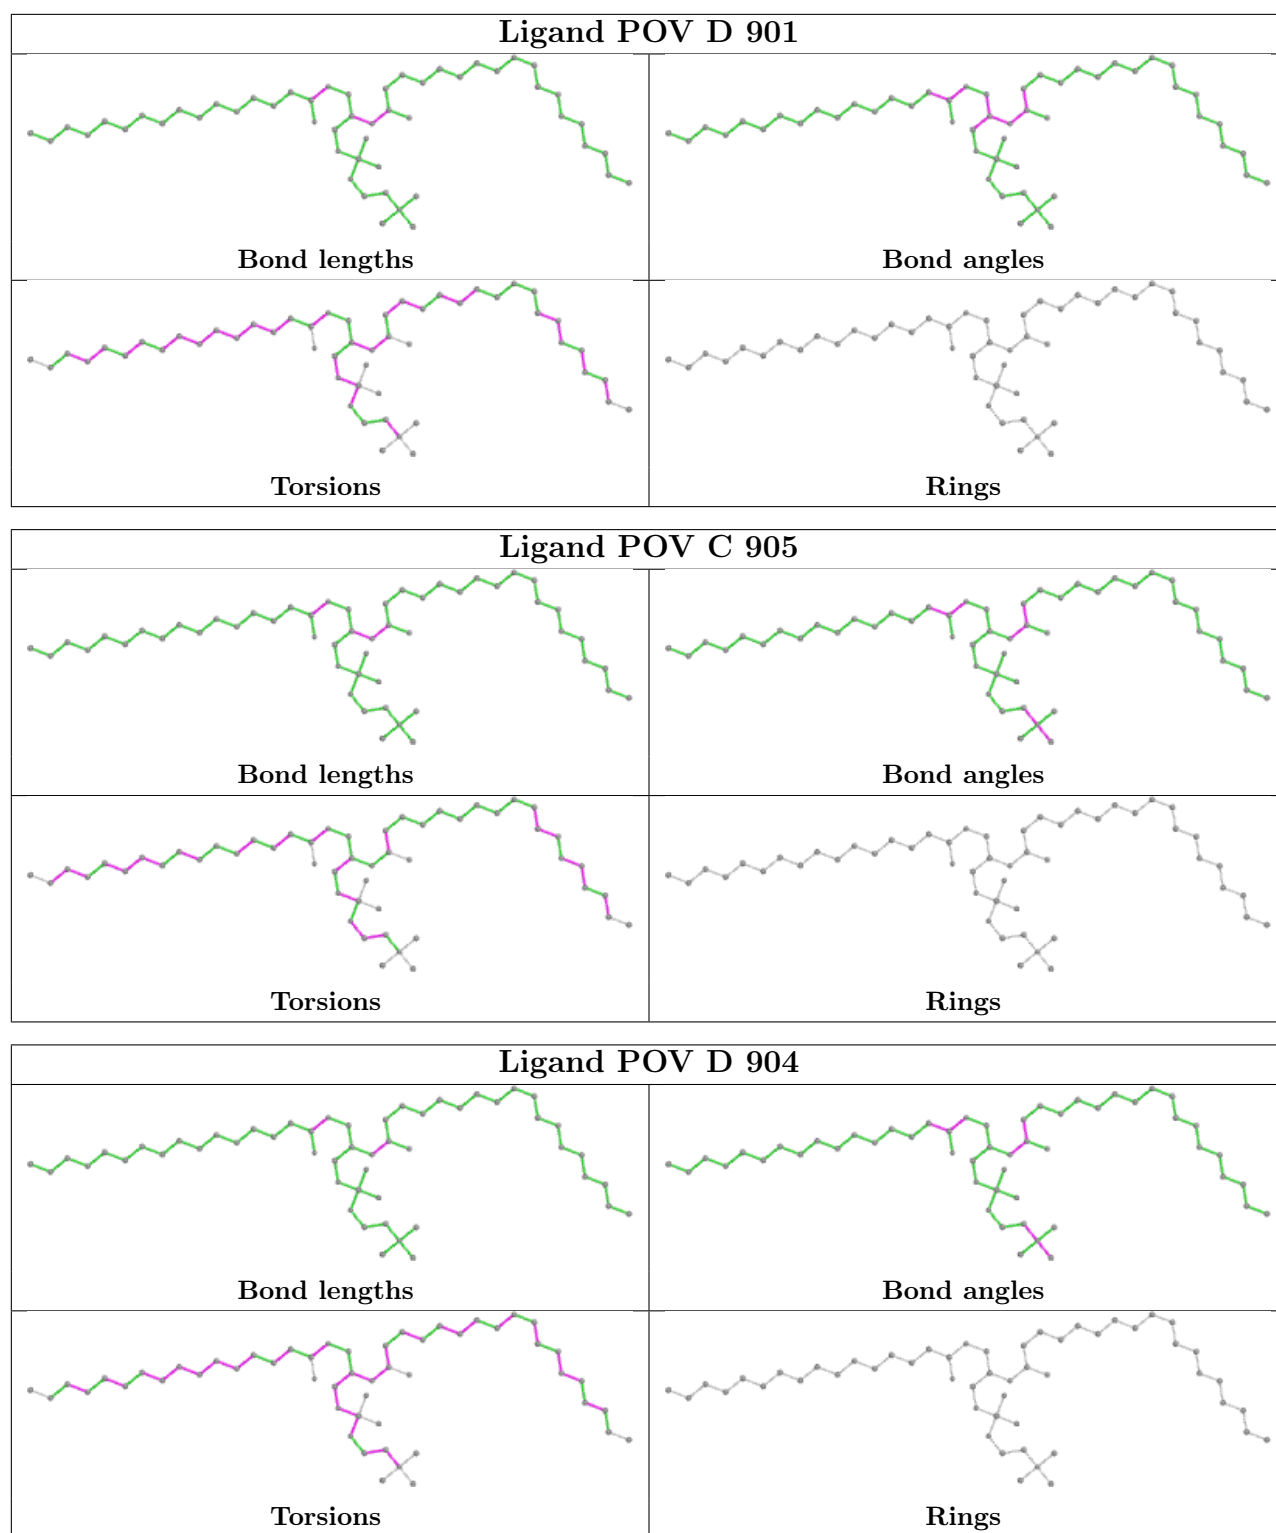 Ligand POV D 901
Bond lengths
Bond angles
Torsions
Rings
Ligand POV C 905
Bond lengths
Bond angles
Torsions
Rings
Ligand POV D 904
Bond lengths
Bond angles
Torsions
Rings